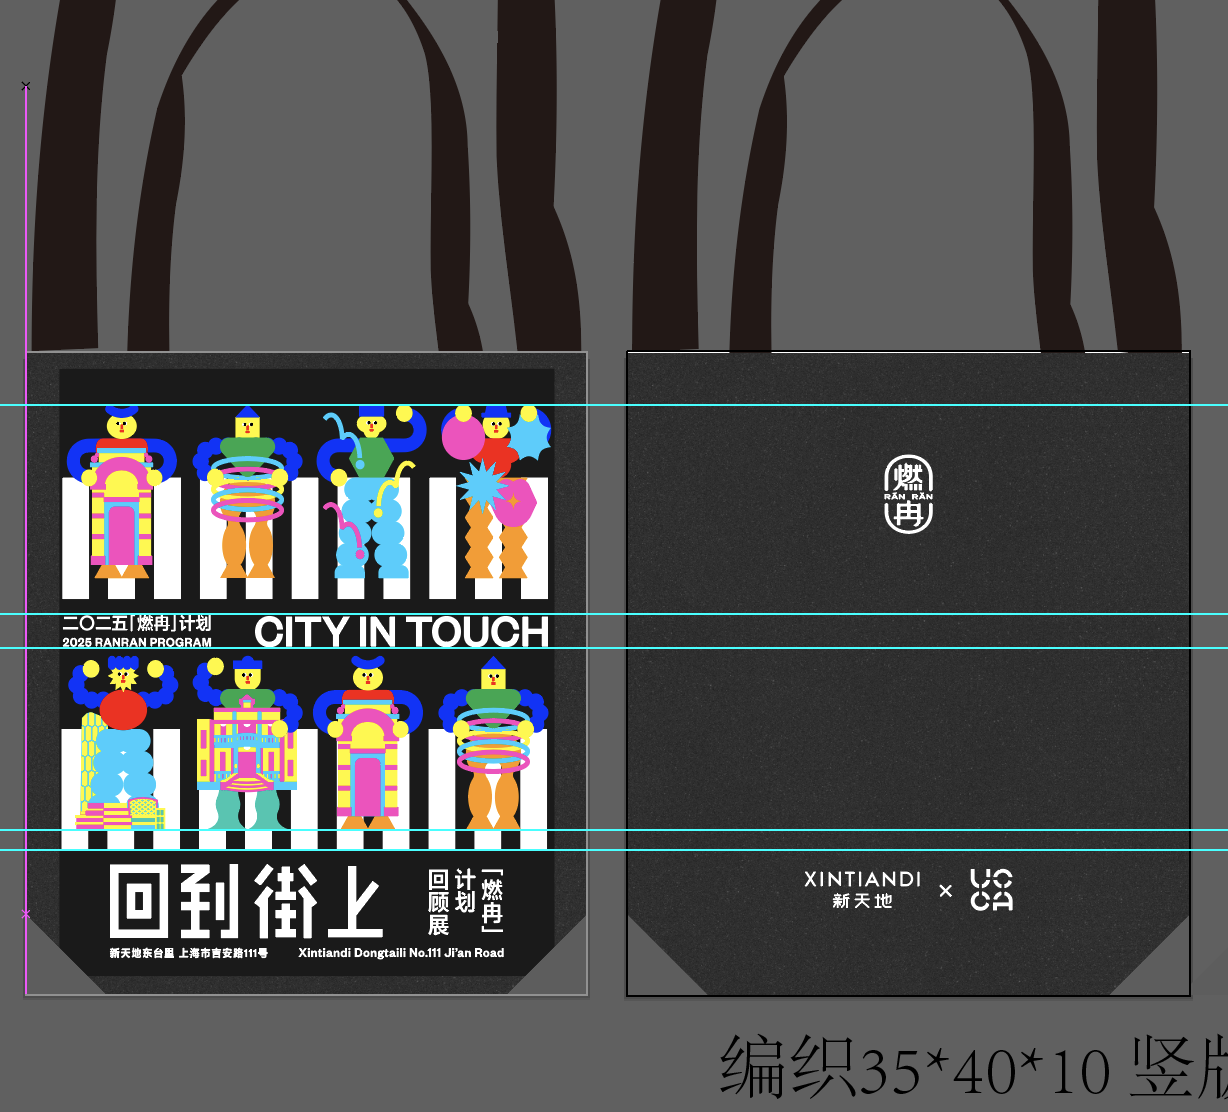 二〇二五「燃冉」计划
2025 RANRAN PROGRAM
CITY IN TOUCH
回到街上
「燃冉」
计划
回顾展
新天地东台里 上海市吉安路111号
Xintiandi Dongtaili No.111 Ji'an Road
燃
RĂN RĂN
冉
XINTIANDI
新天地
×
UCCA
编织35*40*10 竖版